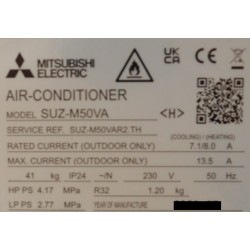 MITSUBISHI
ELECTRIC
UK
CA
AIR-CONDITIONER
MODEL SUZ-M50VA <H>
SERVICE REF. SUZ-M50VAR2.TH (COOLING) / (HEATING)
RATED CURRENT (OUTDOOR ONLY) 7.1/8.0 A
MAX. CURRENT (OUTDOOR ONLY) 13.5 A
41 kg IP24 ~/N 230 V 50 Hz
HP PS 4.17 MPa R32 1.20 kg
LP PS 2.77 MPa YEAR OF MANUFACTURE